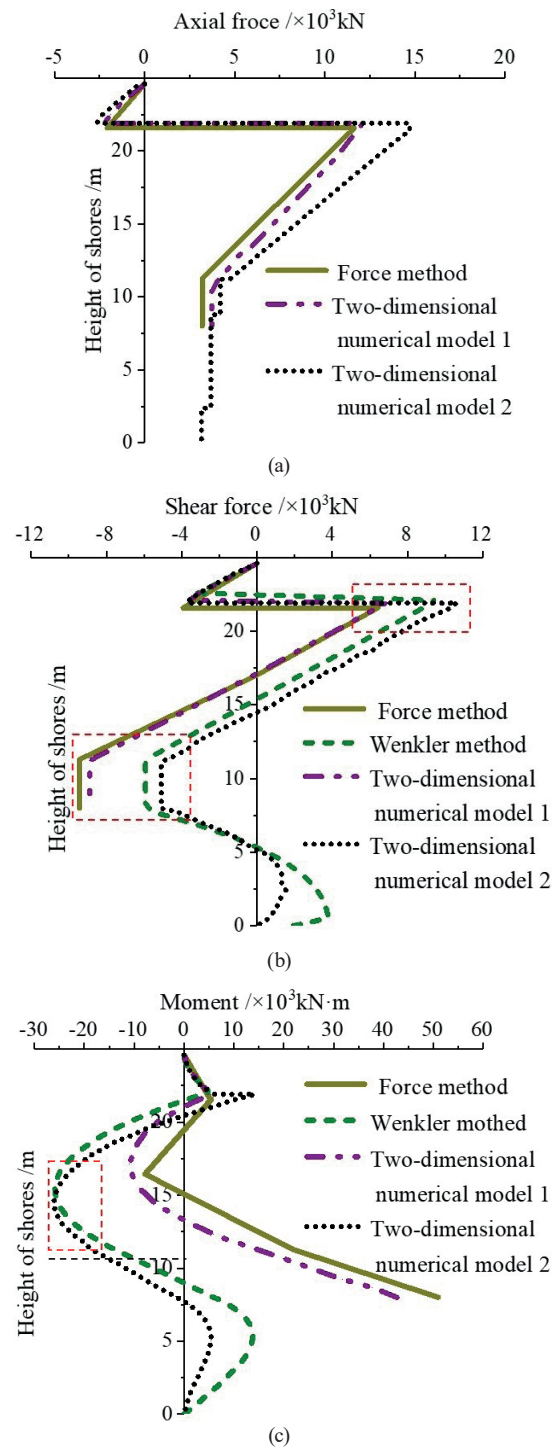 Axial froce /×10³kN
-5 0 5 10 15 20
20
15
10
5
0
Height of shores /m
Force method
Two-dimensional
numerical model 1
Two-dimensional
numerical model 2
(a)
Shear force /×10³kN
-12 -8 -4 0 4 8 12
20
15
10
5
0
Height of shores /m
Force method
Wenkler method
Two-dimensional
numerical model 1
Two-dimensional
numerical model 2
(b)
Moment /×10³kN·m
-30 -20 -10 0 10 20 30 40 50 60
20
15
10
5
0
Height of shores /m
Force method
Wenkler mothed
Two-dimensional
numerical model 1
Two-dimensional
numerical model 2
(c)